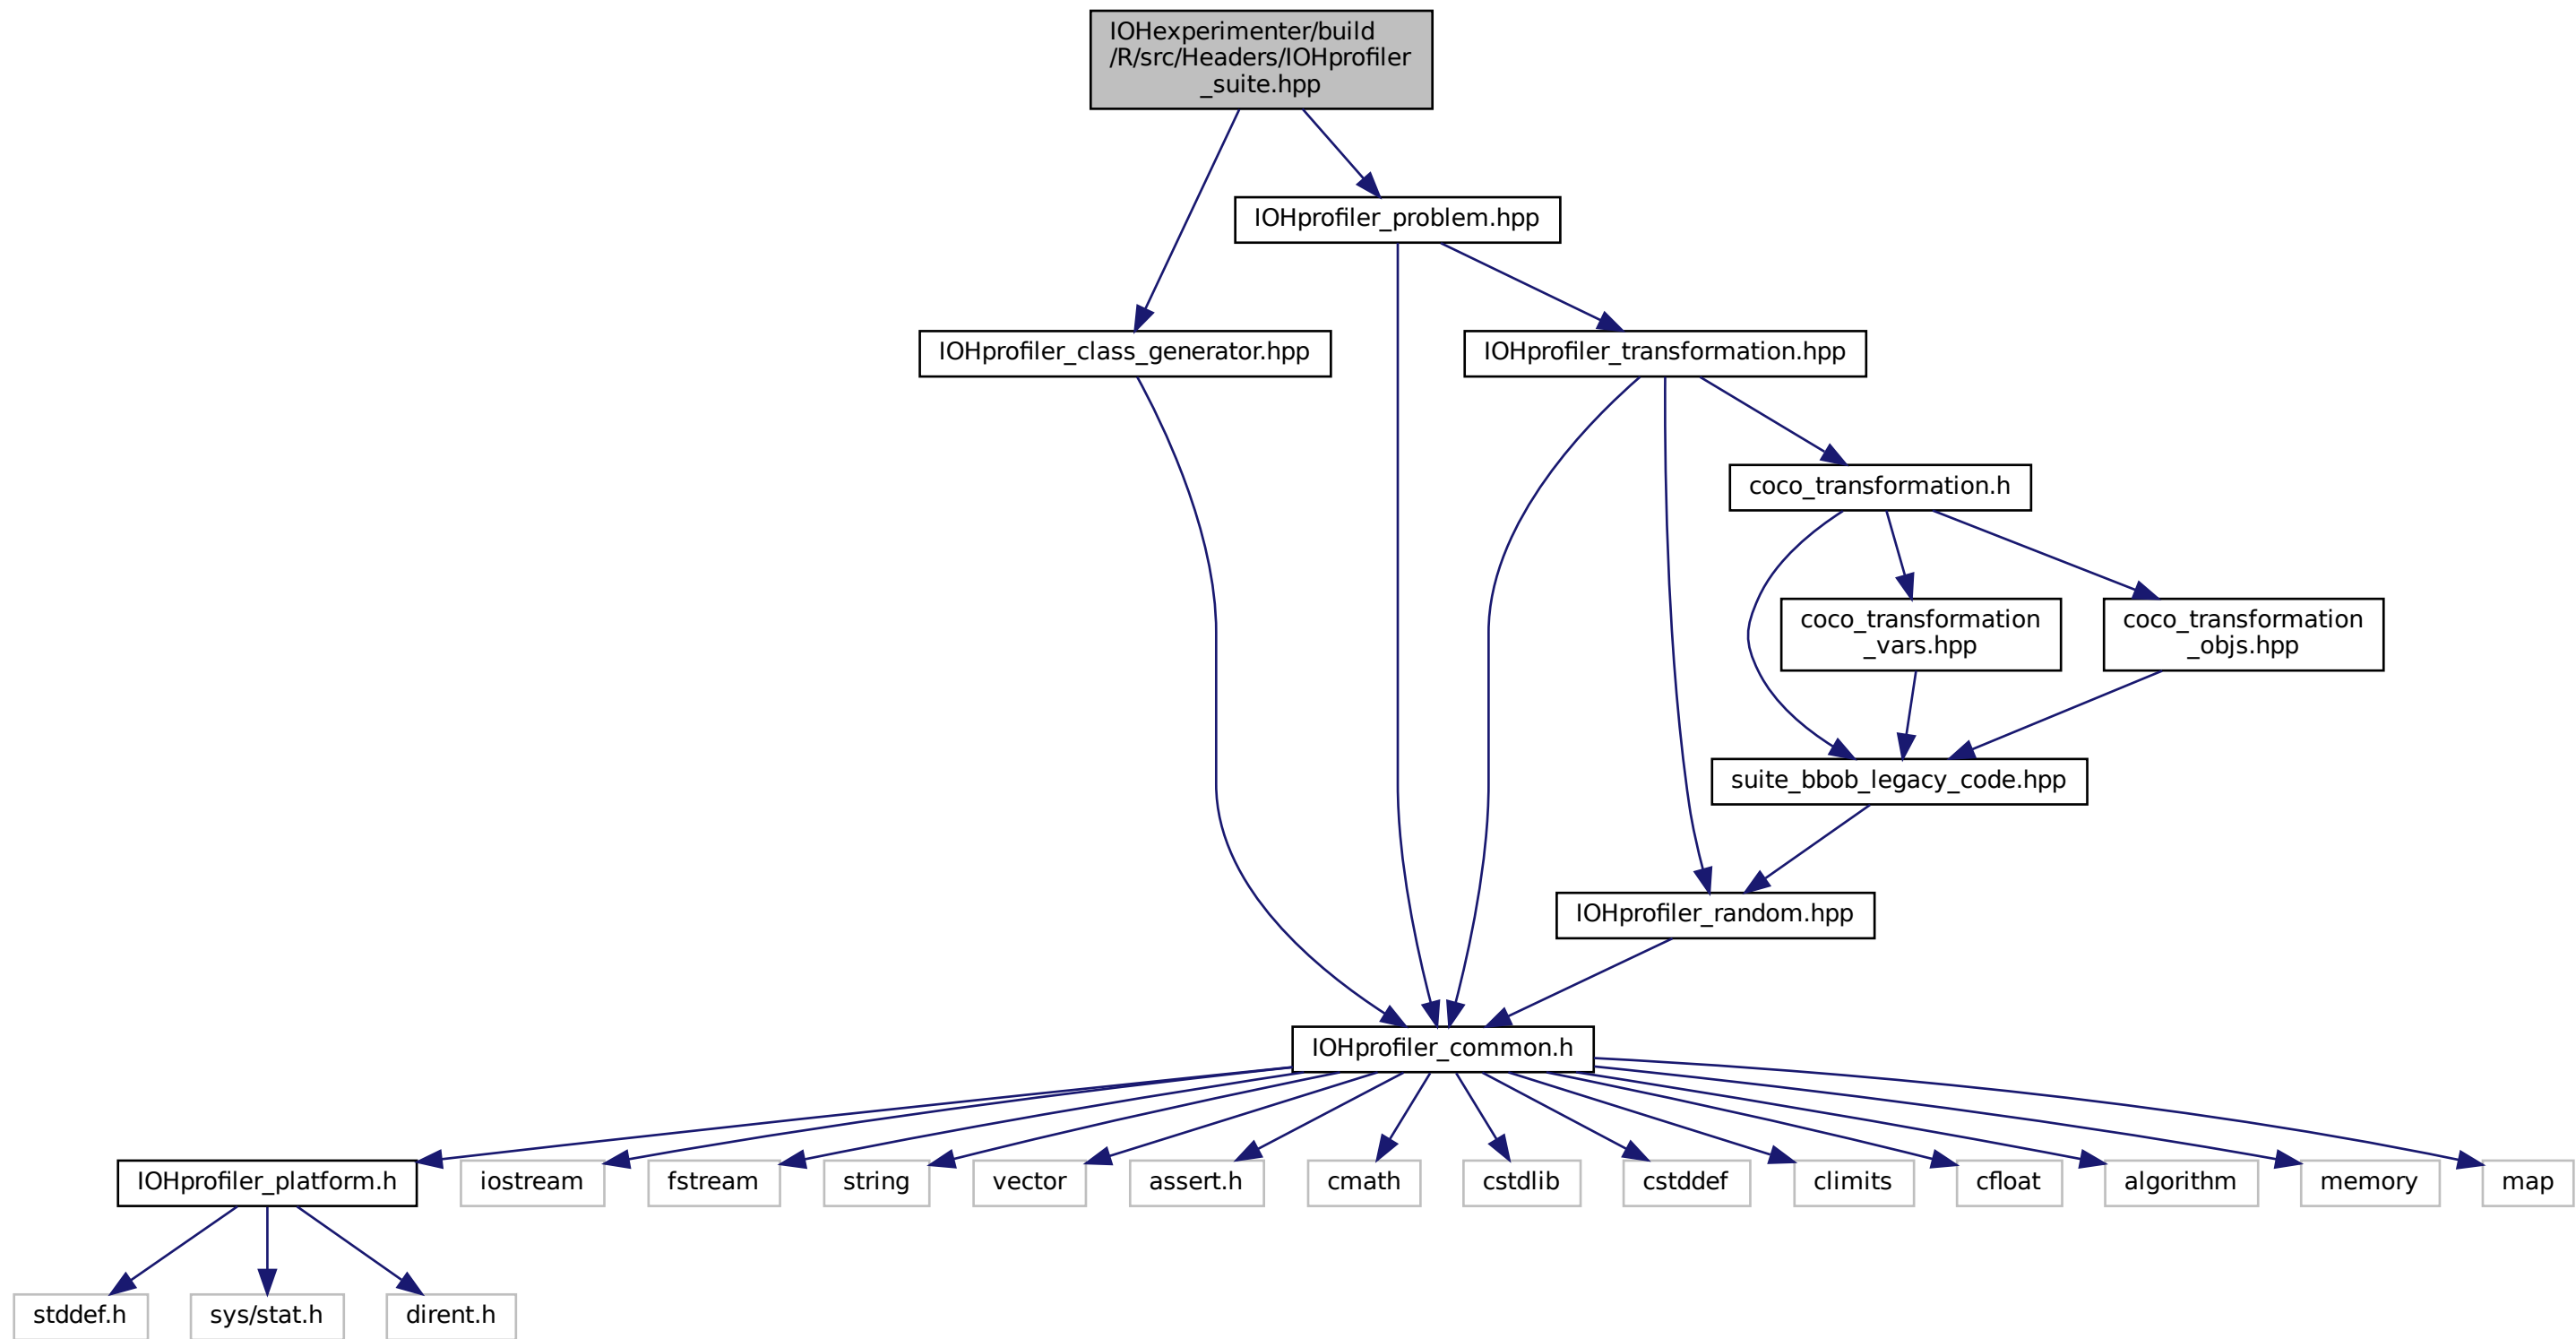 IOHexperimenter/build
/R/src/Headers/IOHprofiler
_suite.hpp
IOHprofiler_problem.hpp
IOHprofiler_class_generator.hpp
IOHprofiler_transformation.hpp
coco_transformation.h
coco_transformation
_vars.hpp
coco_transformation
_objs.hpp
suite_bbob_legacy_code.hpp
IOHprofiler_random.hpp
IOHprofiler_common.h
IOHprofiler_platform.h
iostream
fstream
string
vector
assert.h
cmath
cstdlib
cstddef
climits
cfloat
algorithm
memory
map
stddef.h
sys/stat.h
dirent.h